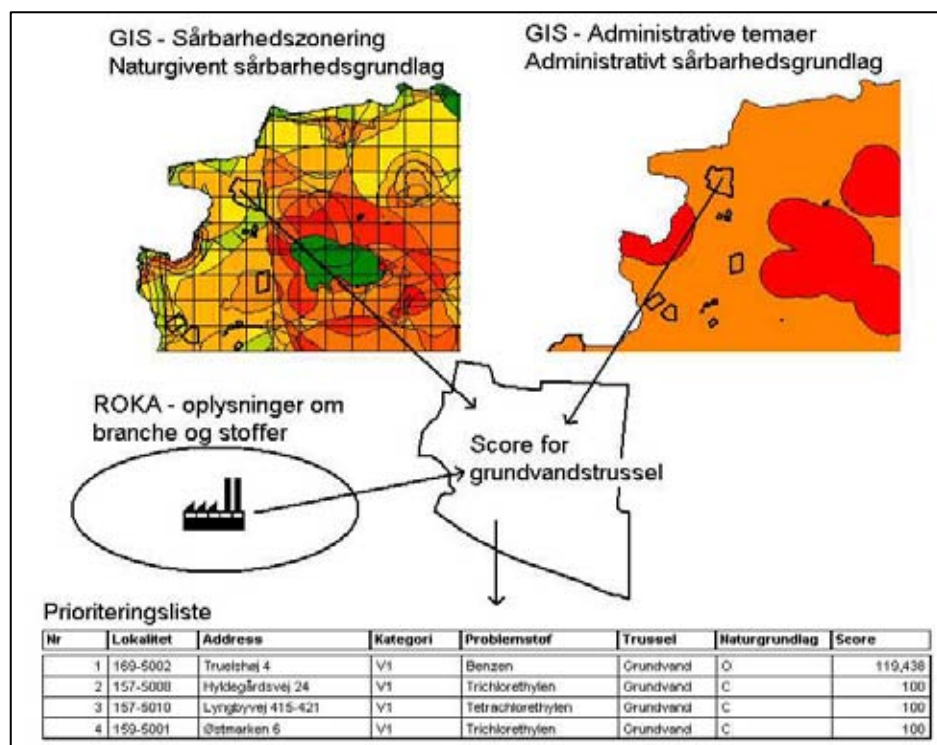 GIS - Sårbarhedszonering
Naturgivent sårbarhedsgrundlag
GIS - Administrative temaer
Administrativt sårbarhedsgrundlag
ROKA - oplysninger om
branche og stoffer
Score for
grundvandstrussel
Prioriteringsliste
Nr Lokalitet Address Kategori Problemstof Trussel Naturgrundlag Score
1 169-5002 Truelshøj 4 V1 Benzen Grundvand O 119,438
2 157-5008 Hyldegårdsvej 24 V1 Trichlorethylen Grundvand C 100
3 157-5010 Lyngbyvej 415-421 V1 Tetrachlorethylen Grundvand C 100
4 159-5001 Østmarken 6 V1 Trichlorethylen Grundvand C 100